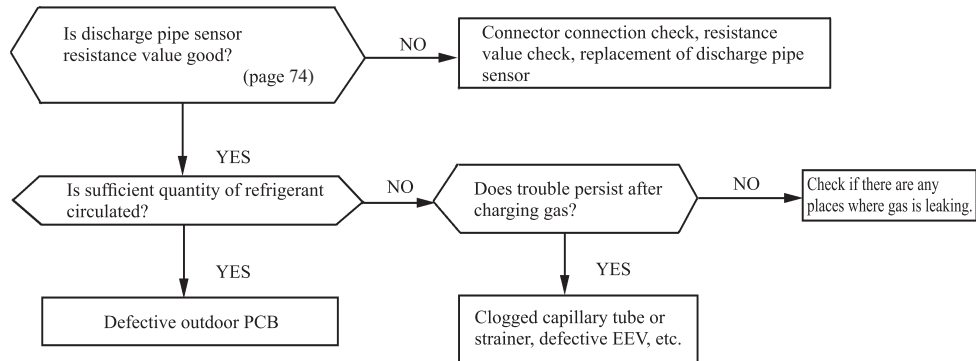 Is discharge pipe sensor
resistance value good?
(page 74)
NO
Connector connection check, resistance
value check, replacement of discharge pipe
sensor
YES
Is sufficient quantity of refrigerant
circulated?
NO
Does trouble persist after
charging gas?
NO
Check if there are any
places where gas is leaking.
YES
YES
Defective outdoor PCB
Clogged capillary tube or
strainer, defective EEV, etc.